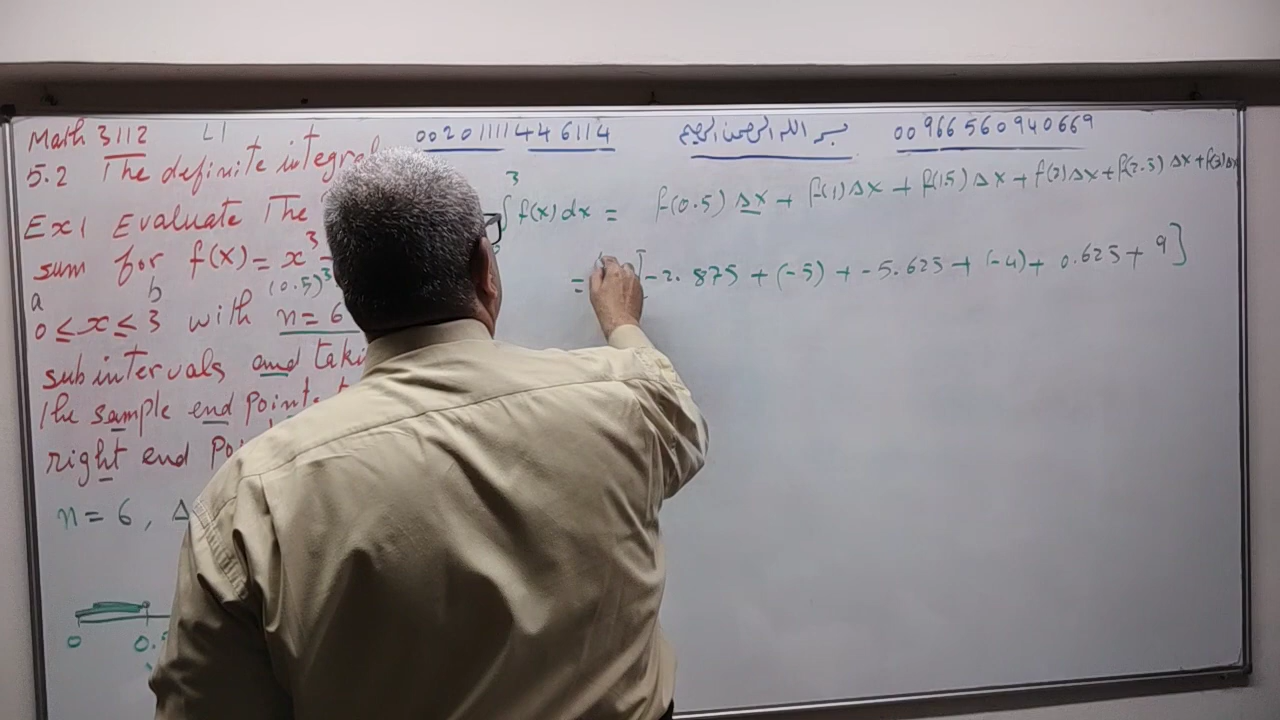 Math 3112 L1
00201111446114
بسم الله الرحمن الرحيم
00966560940669
5.2 The definite integral
Ex1 Evaluate The
sum for f(x) = x³
(0.5)³
a b
0 ≤ x ≤ 3 with n = 6
subintervals and taki
the sample end point
right end Po
n = 6 , Δ
0 0.
3
∫ f(x) dx = f(0.5) Δx + f(1) Δx + f(1.5) Δx + f(2) Δx + f(2.5) Δx + f(3) Δx
= [-2.875 + (-5) + -5.625 + (-4) + 0.625 + 9]